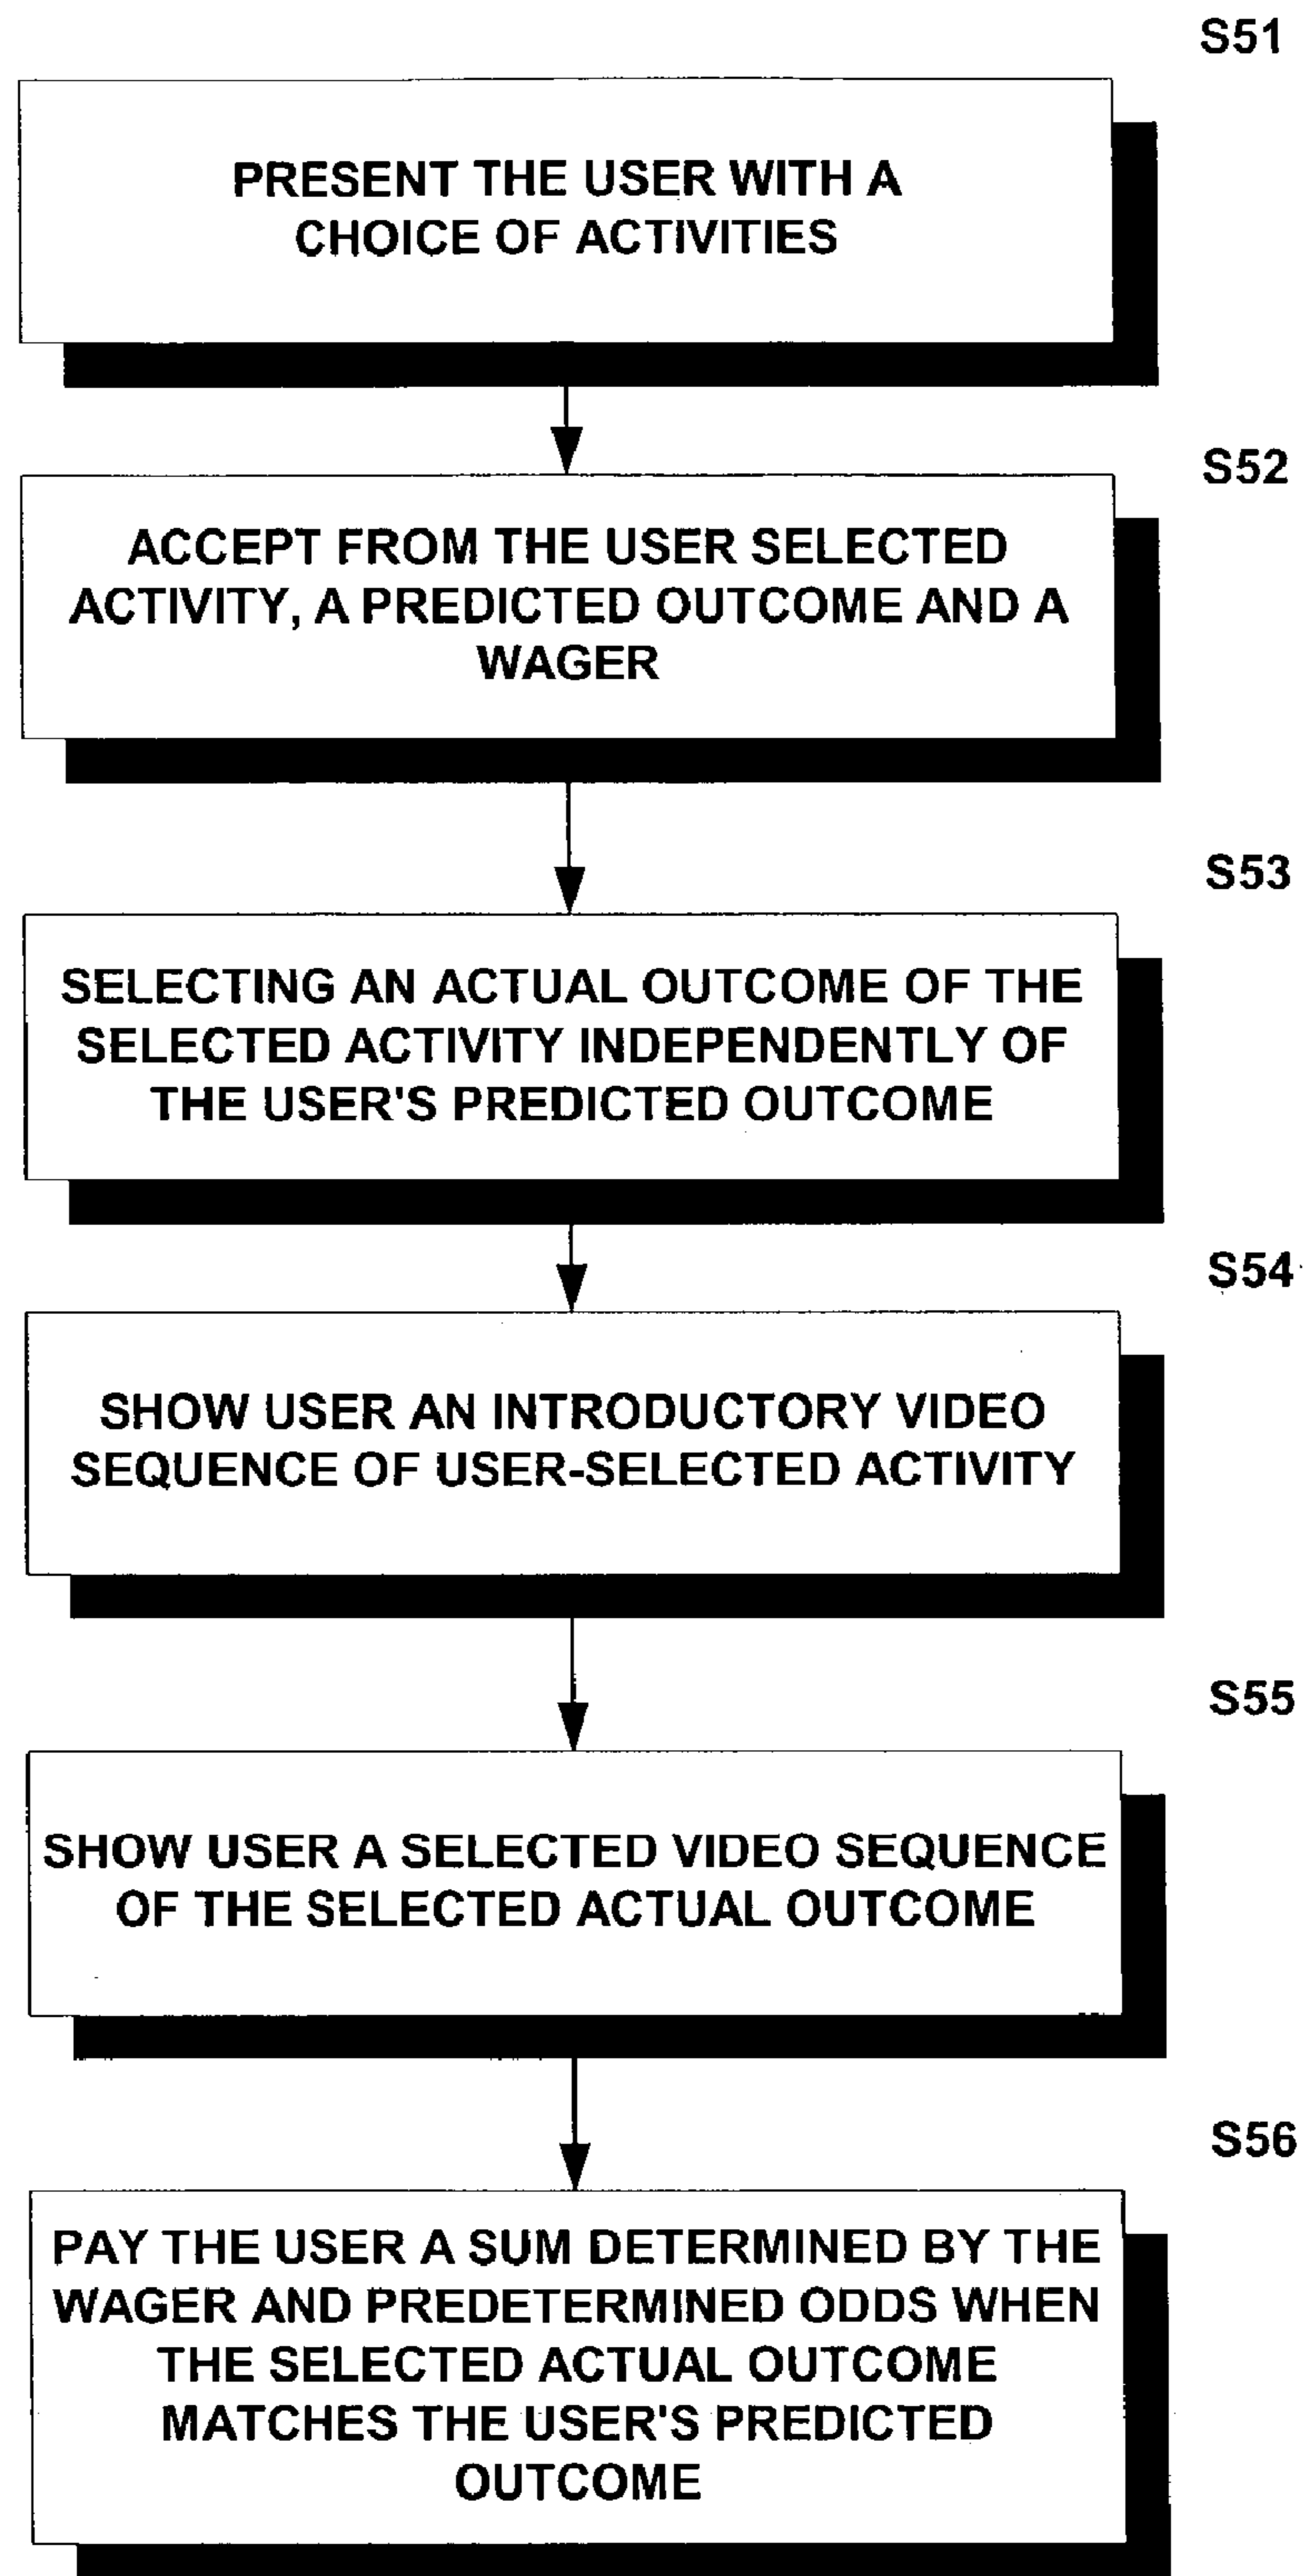 S51
PRESENT THE USER WITH A
CHOICE OF ACTIVITIES
S52
ACCEPT FROM THE USER SELECTED
ACTIVITY, A PREDICTED OUTCOME AND A
WAGER
S53
SELECTING AN ACTUAL OUTCOME OF THE
SELECTED ACTIVITY INDEPENDENTLY OF
THE USER'S PREDICTED OUTCOME
S54
SHOW USER AN INTRODUCTORY VIDEO
SEQUENCE OF USER-SELECTED ACTIVITY
S55
SHOW USER A SELECTED VIDEO SEQUENCE
OF THE SELECTED ACTUAL OUTCOME
S56
PAY THE USER A SUM DETERMINED BY THE
WAGER AND PREDETERMINED ODDS WHEN
THE SELECTED ACTUAL OUTCOME
MATCHES THE USER'S PREDICTED
OUTCOME